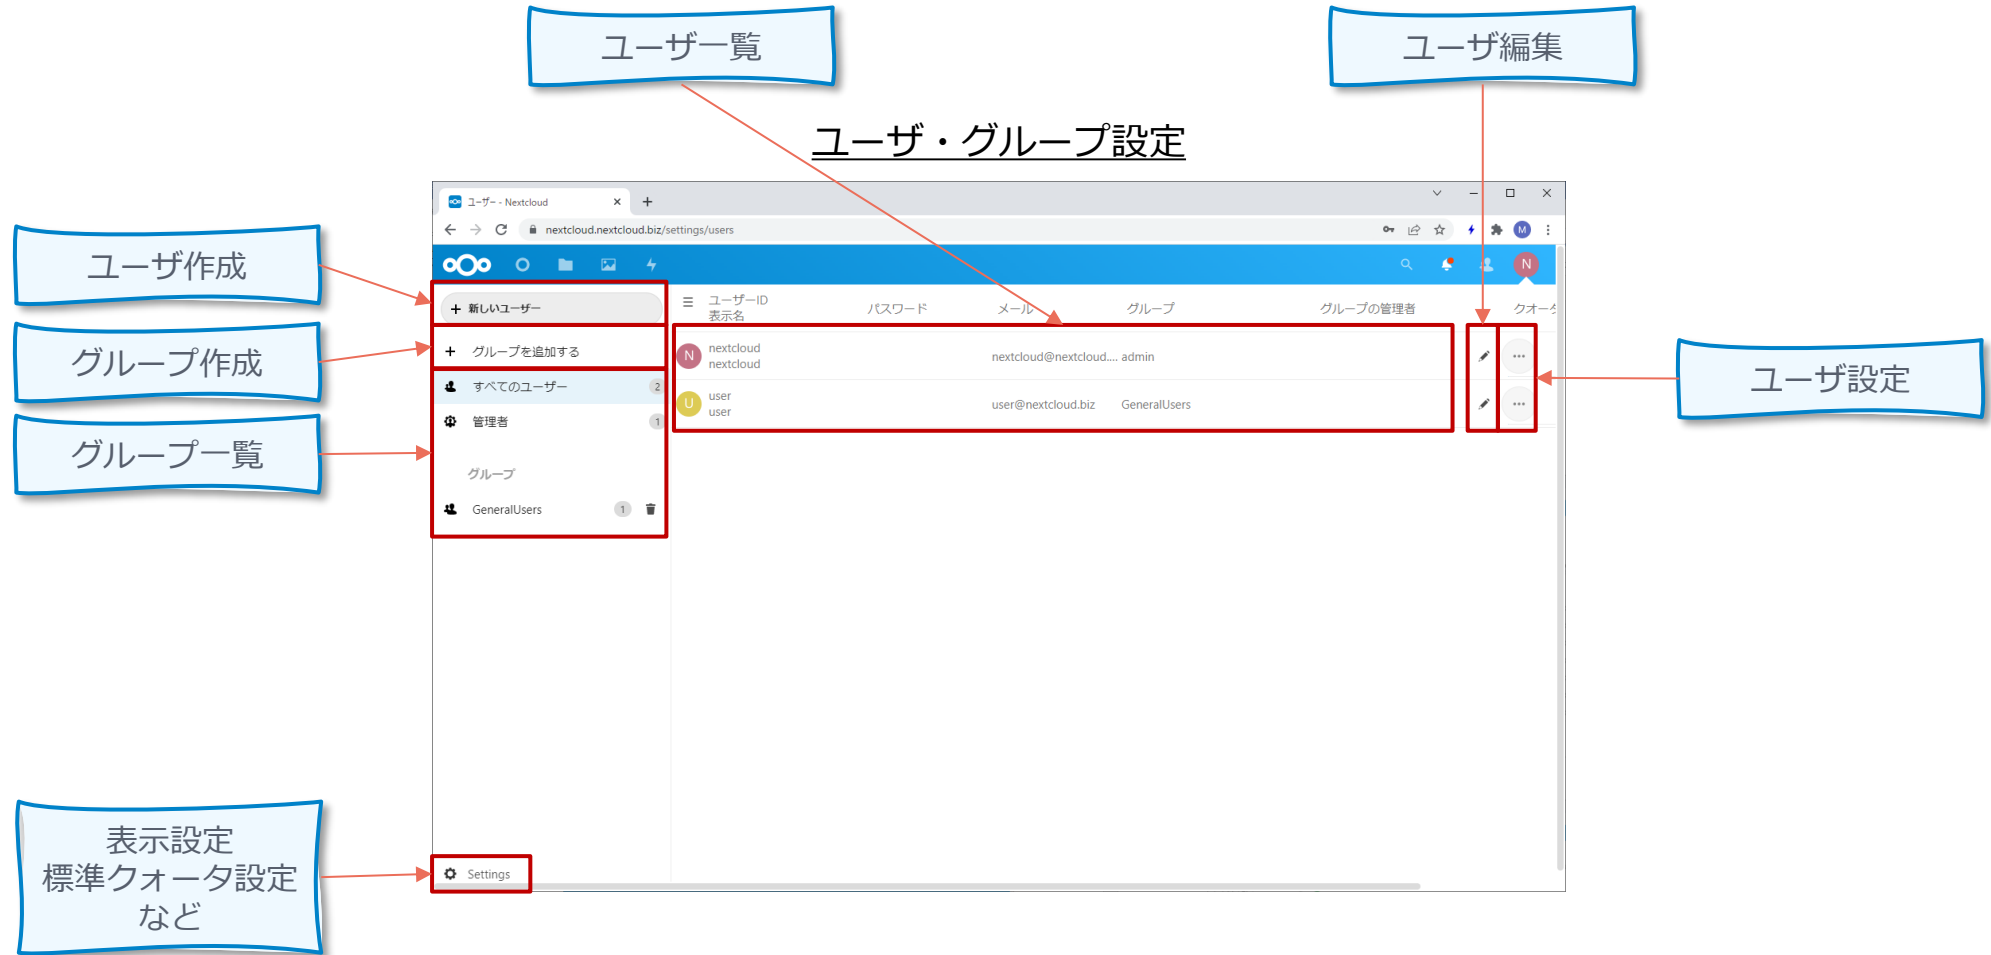 ユーザ一覧
ユーザ編集
ユーザ・グループ設定
ユーザー - Nextcloud
nextcloud.nextcloud.biz/settings/users
M
N
ユーザ作成
グループ作成
グループ一覧
+ 新しいユーザー
+ グループを追加する
すべてのユーザー 2
管理者 1
グループ
GeneralUsers 1
ユーザーID
表示名
パスワード メール グループ グループの管理者 クオータ
N nextcloud
nextcloud
nextcloud@nextcloud.... admin
U user
user
user@nextcloud.biz GeneralUsers
ユーザ設定
表示設定
標準クォータ設定
など
Settings